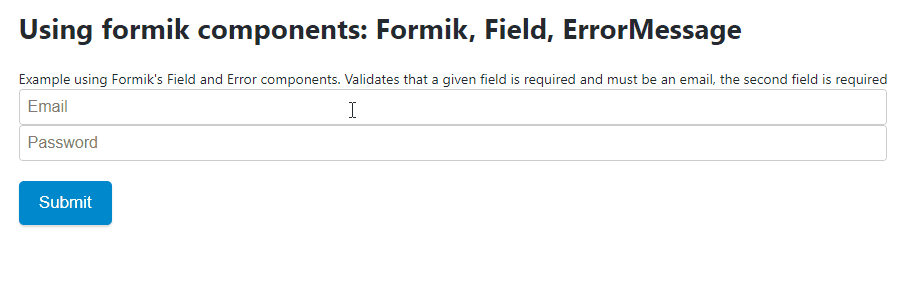 Using formik components: Formik, Field, ErrorMessage
Example using Formik's Field and Error components. Validates that a given field is required and must be an email, the second field is required
Email
Password
Submit